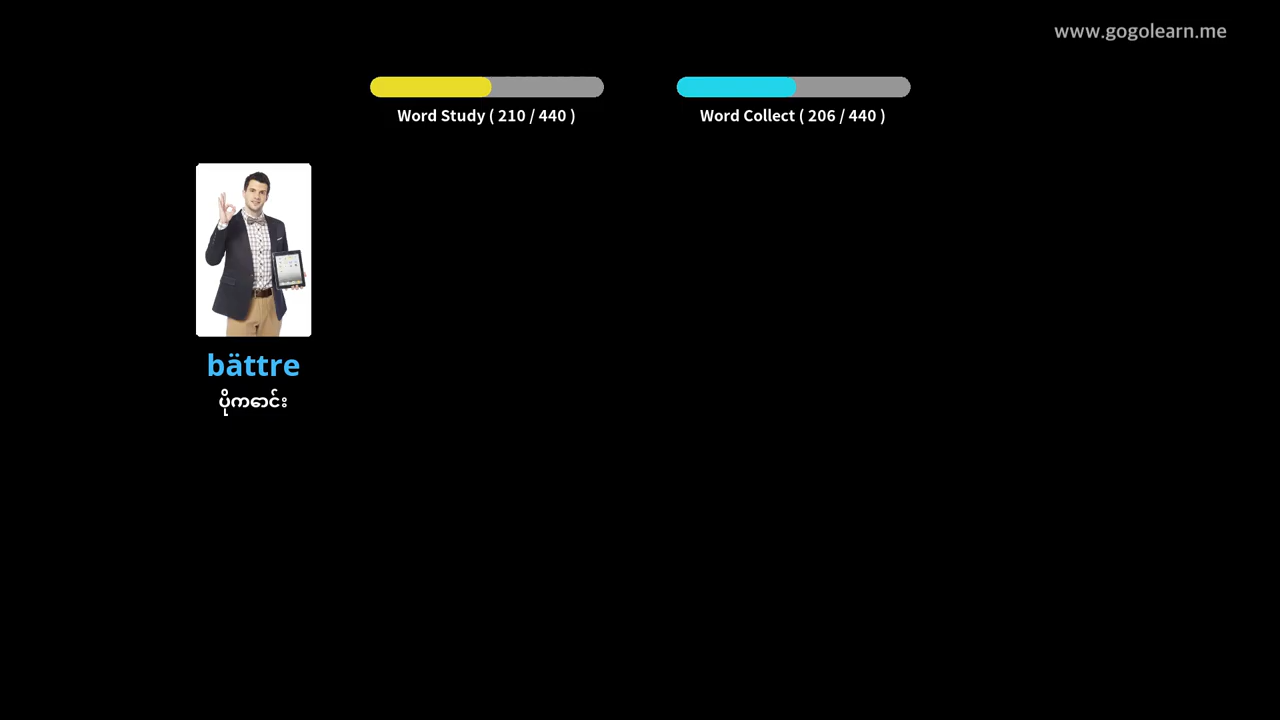 www.gogolearn.me
Word Study ( 210 / 440 )
Word Collect ( 206 / 440 )
bättre
ပိုကောင်း